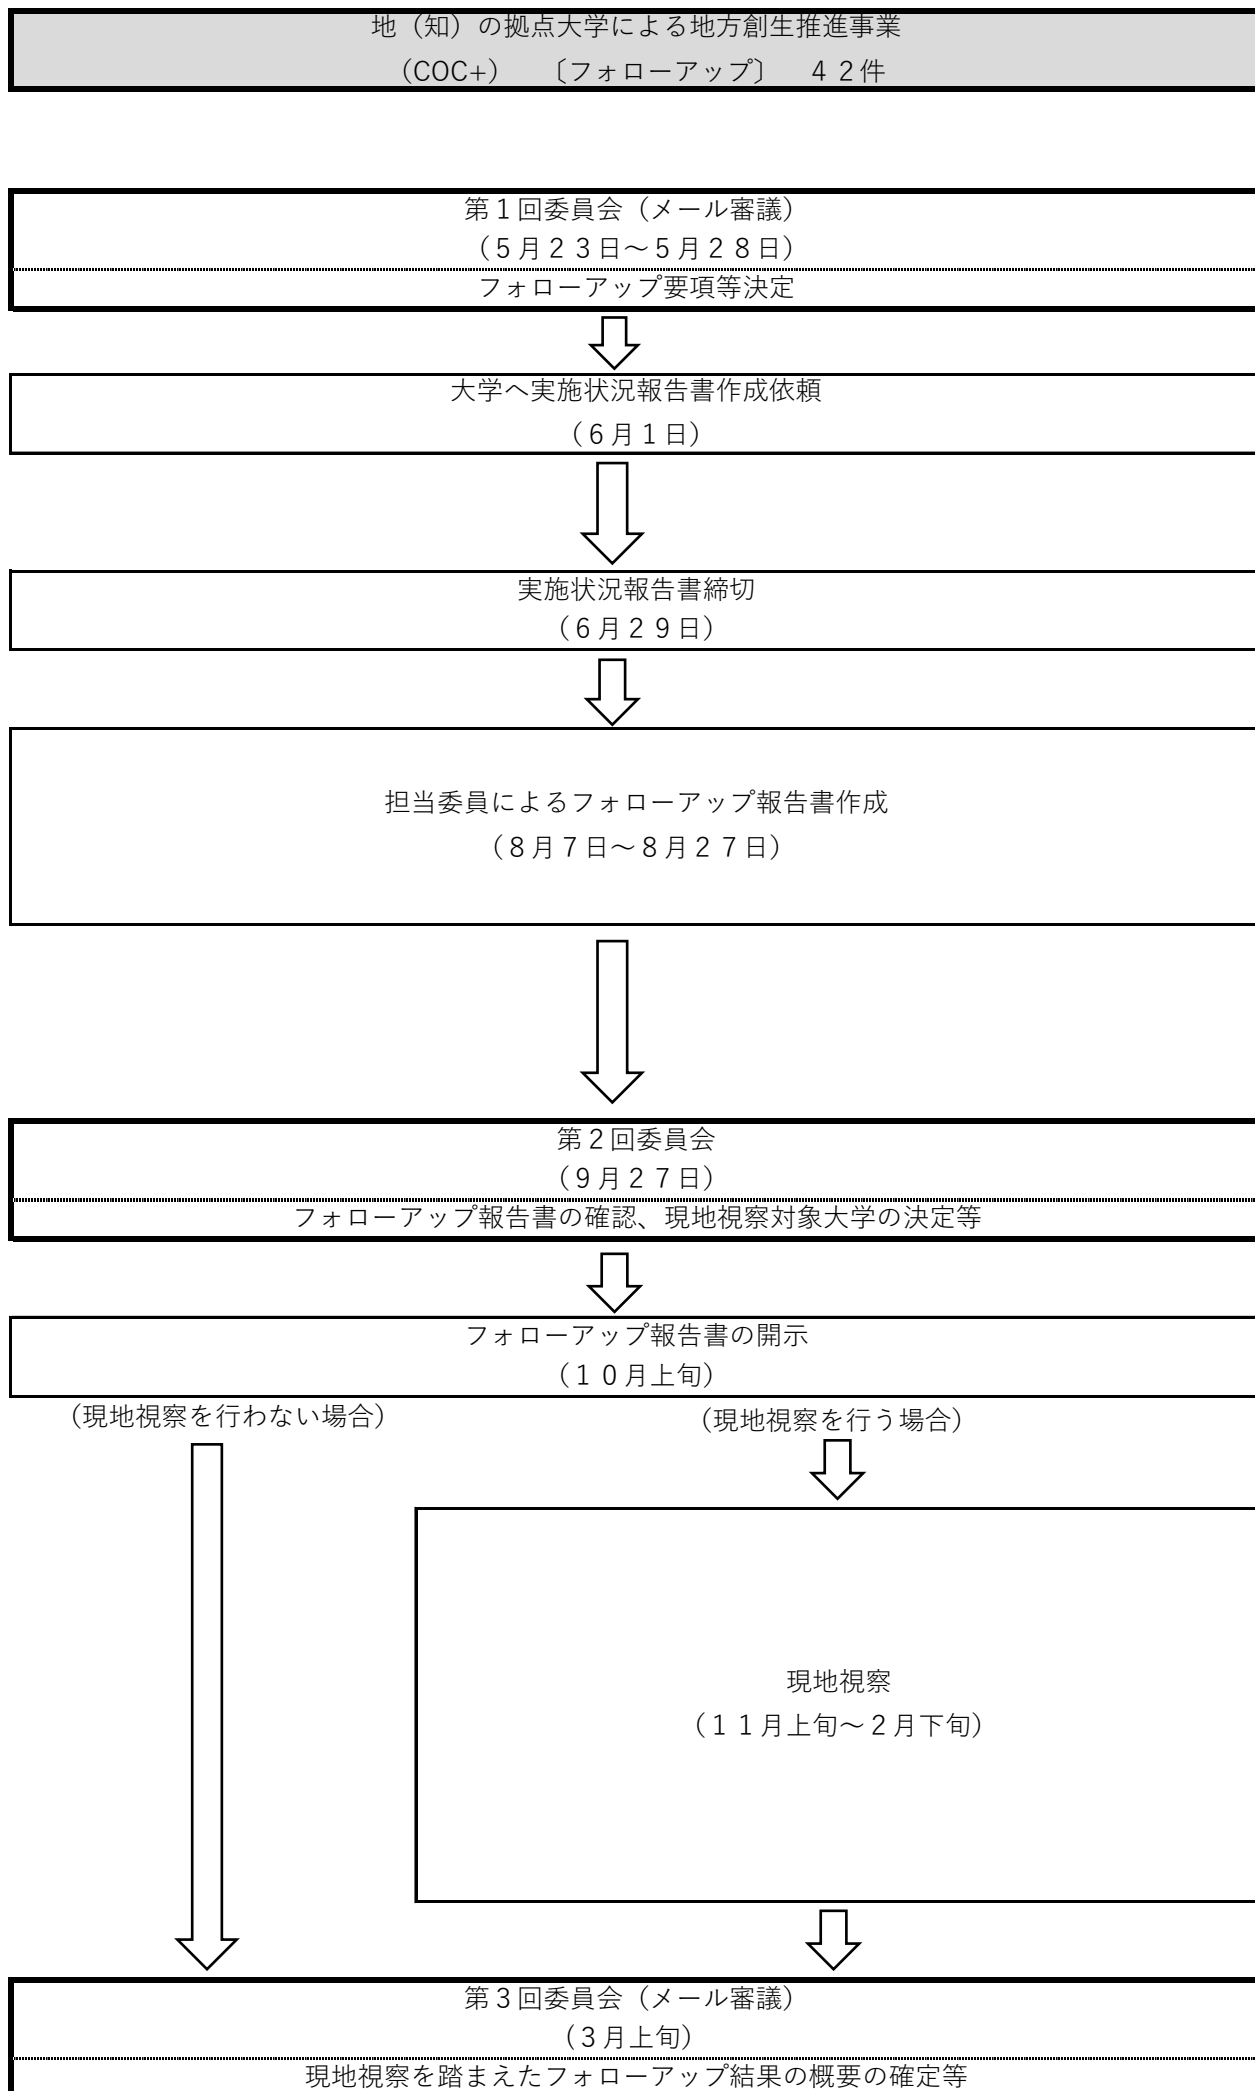 地（知）の拠点大学による地方創生推進事業
（COC+）　〔フォローアップ〕　４２件
第１回委員会（メール審議）
（５月２３日～５月２８日）
フォローアップ要項等決定
大学へ実施状況報告書作成依頼
（６月１日）
実施状況報告書締切
（６月２９日）
担当委員によるフォローアップ報告書作成
（８月７日～８月２７日）
第２回委員会
（９月２７日）
フォローアップ報告書の確認、現地視察対象大学の決定等
フォローアップ報告書の開示
（１０月上旬）
（現地視察を行わない場合）
（現地視察を行う場合）
現地視察
（１１月上旬～２月下旬）
第３回委員会（メール審議）
（３月上旬）
現地視察を踏まえたフォローアップ結果の概要の確定等